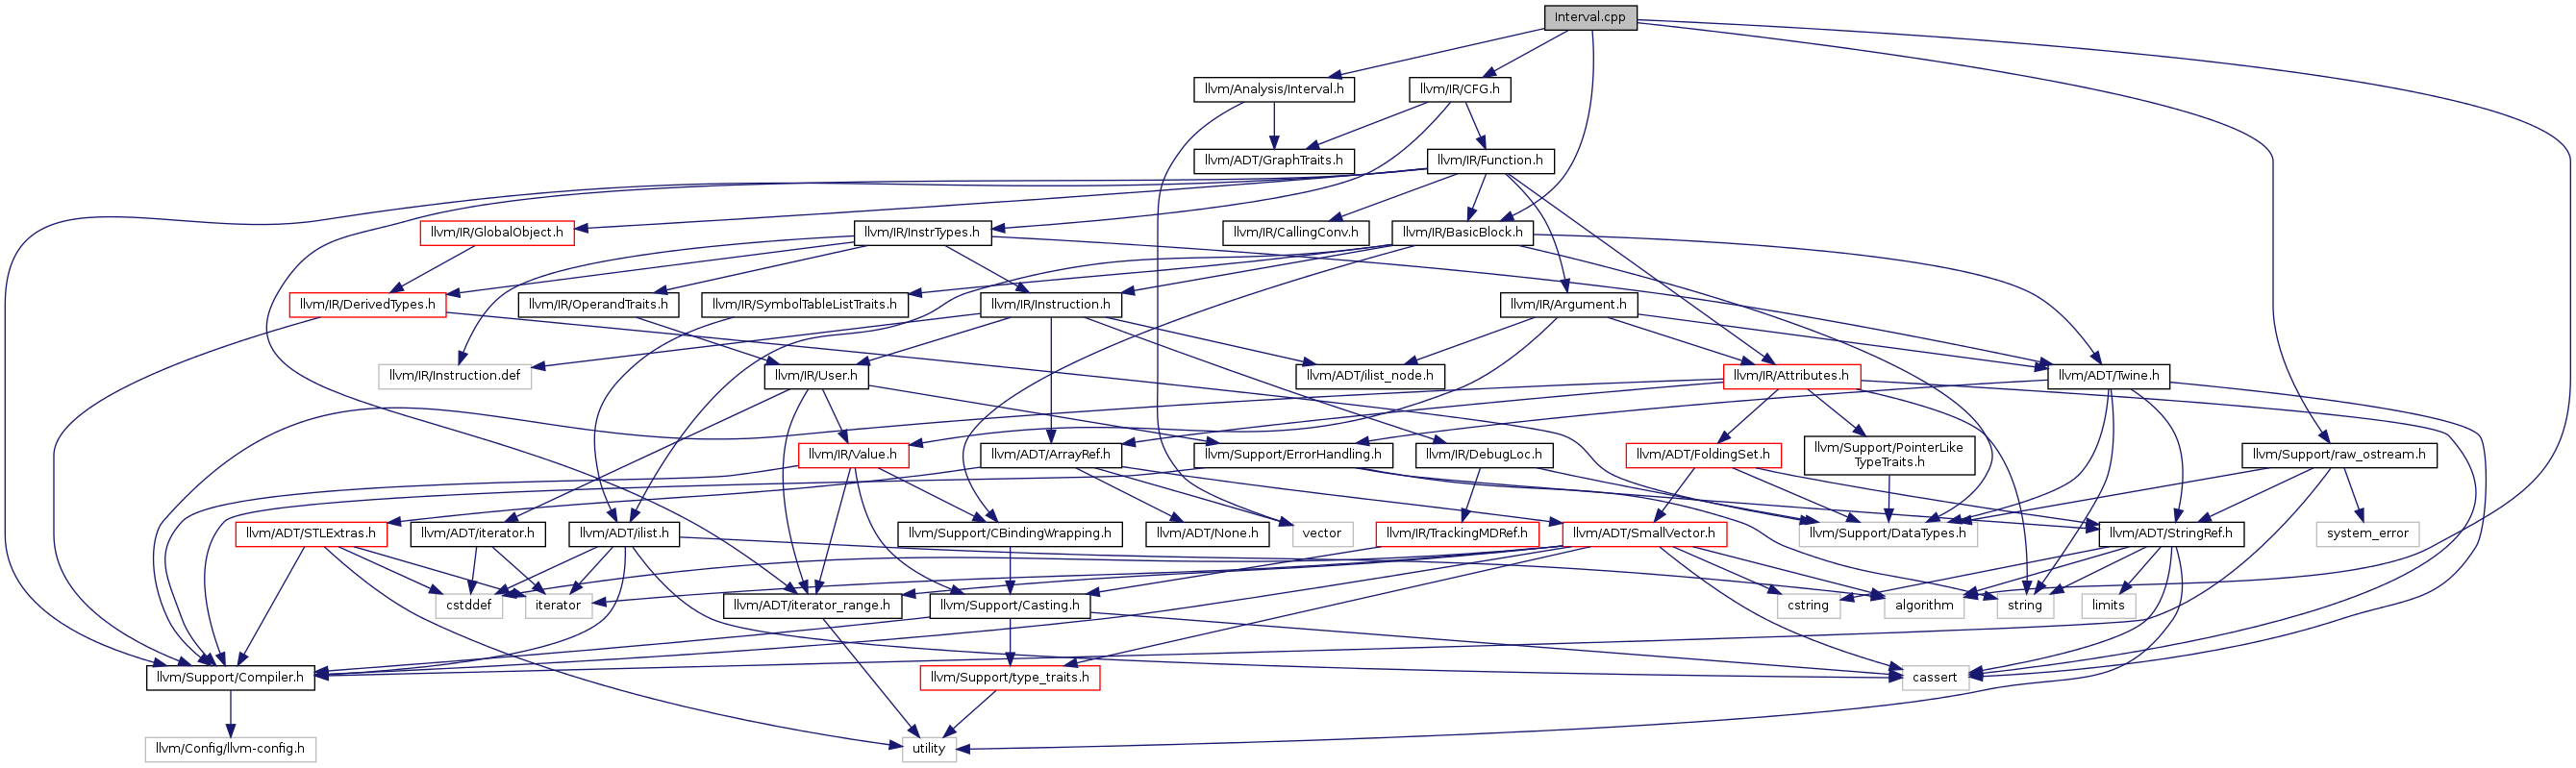 Interval.cpp
llvm/Analysis/Interval.h
llvm/IR/CFG.h
llvm/ADT/GraphTraits.h
llvm/IR/Function.h
llvm/IR/GlobalObject.h
llvm/IR/InstrTypes.h
llvm/IR/CallingConv.h
llvm/IR/BasicBlock.h
llvm/IR/DerivedTypes.h
llvm/IR/OperandTraits.h
llvm/IR/SymbolTableListTraits.h
llvm/IR/Instruction.h
llvm/IR/Argument.h
llvm/IR/Instruction.def
llvm/IR/User.h
llvm/ADT/ilist_node.h
llvm/IR/Attributes.h
llvm/ADT/Twine.h
llvm/IR/Value.h
llvm/ADT/ArrayRef.h
llvm/Support/ErrorHandling.h
llvm/IR/DebugLoc.h
llvm/ADT/FoldingSet.h
llvm/Support/PointerLike
TypeTraits.h
llvm/Support/raw_ostream.h
llvm/ADT/STLExtras.h
llvm/ADT/iterator.h
llvm/ADT/ilist.h
llvm/Support/CBindingWrapping.h
llvm/ADT/None.h
vector
llvm/IR/TrackingMDRef.h
llvm/ADT/SmallVector.h
llvm/Support/DataTypes.h
llvm/ADT/StringRef.h
system_error
cstddef
iterator
llvm/ADT/iterator_range.h
llvm/Support/Casting.h
cstring
algorithm
string
limits
llvm/Support/Compiler.h
llvm/Support/type_traits.h
cassert
llvm/Config/llvm-config.h
utility